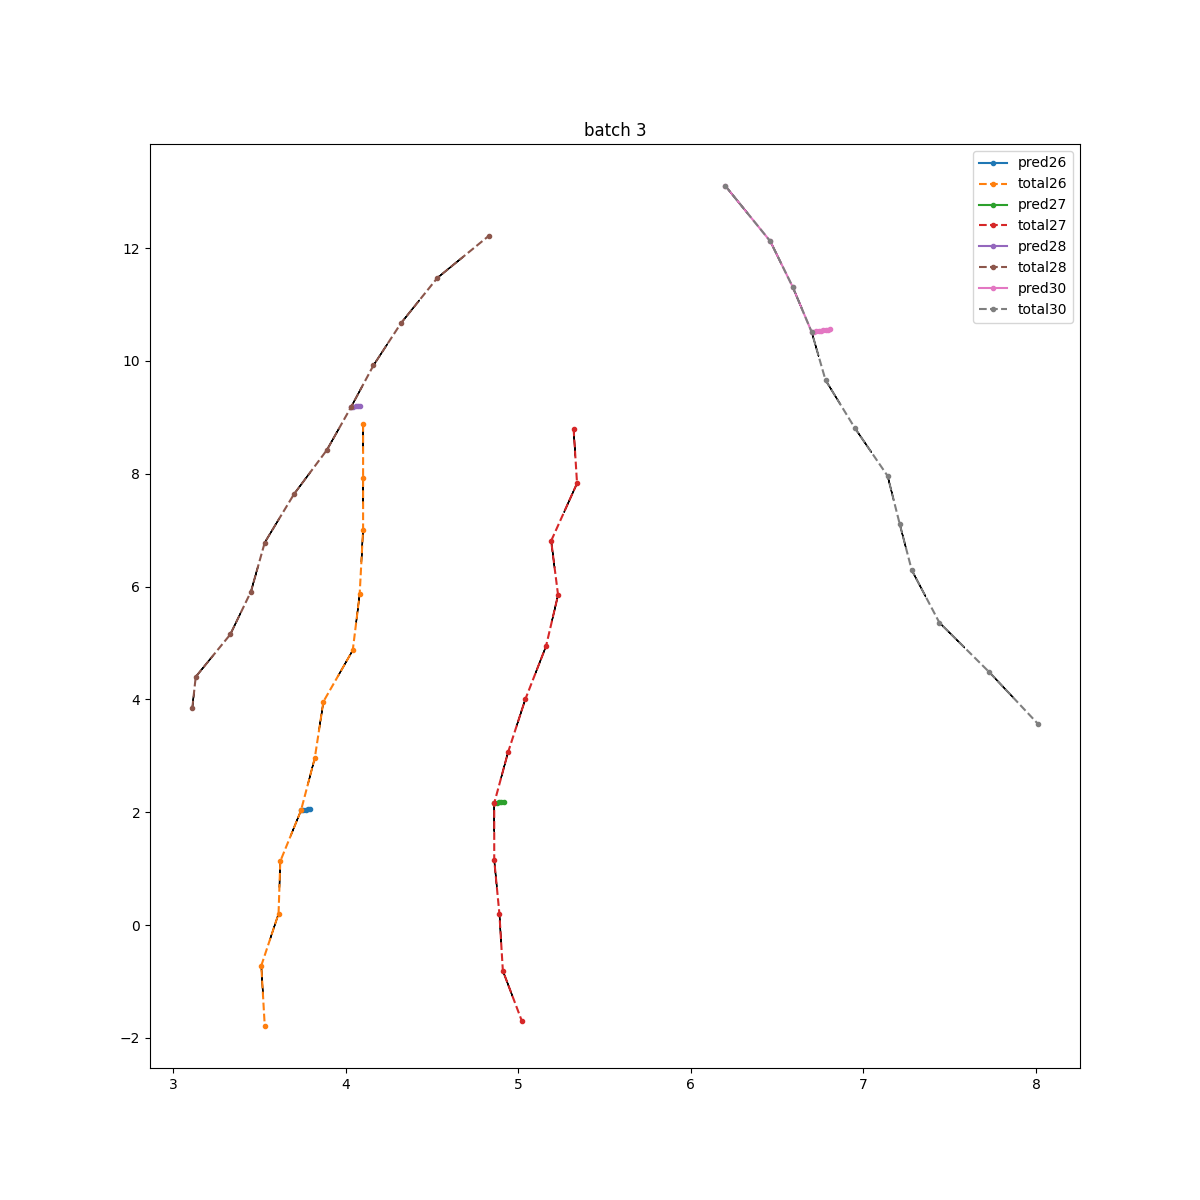 batch 3
pred26
total26
pred27
total27
pred28
total28
pred30
total30
12
10
8
6
4
2
0
−2
3 4 5 6 7 8